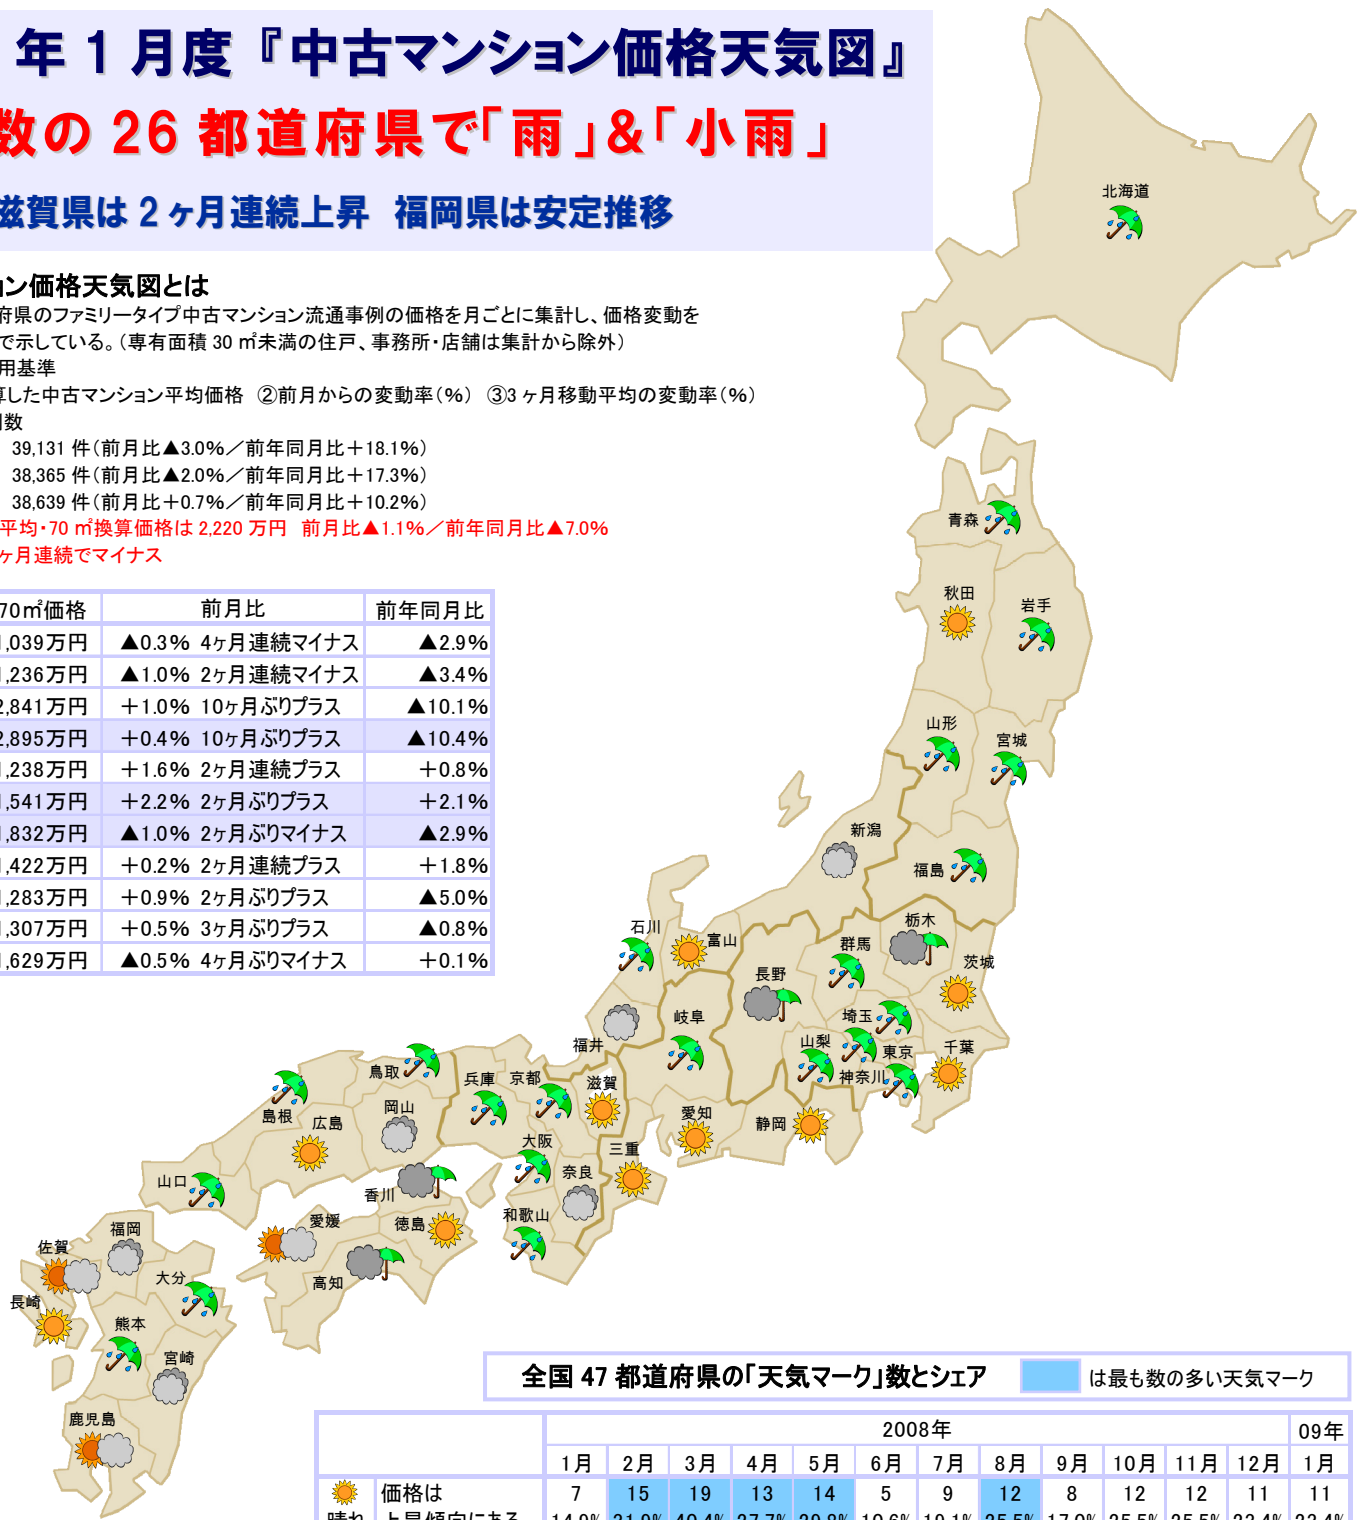 年 1 月度『中古マンション価格天気図』
数の 26 都道府県で「雨」&「小雨」
滋賀県は 2 ヶ月連続上昇 福岡県は安定推移
ョン価格天気図とは
府県のファミリータイプ中古マンション流通事例の価格を月ごとに集計し、価格変動を
で示している。(専有面積 30 ㎡未満の住戸、事務所・店舗は集計から除外)
用基準
算した中古マンション平均価格 ②前月からの変動率(%) ③3 ヶ月移動平均の変動率(%)
数
39,131 件(前月比▲3.0%/前年同月比+18.1%)
38,365 件(前月比▲2.0%/前年同月比+17.3%)
38,639 件(前月比+0.7%/前年同月比+10.2%)
平均・70 ㎡換算価格は 2,220 万円 前月比▲1.1%/前年同月比▲7.0%
ヶ月連続でマイナス
70㎡価格 前月比 前年同月比
1,039万円 ▲0.3% 4ヶ月連続マイナス ▲2.9%
1,236万円 ▲1.0% 2ヶ月連続マイナス ▲3.4%
2,841万円 +1.0% 10ヶ月ぶりプラス ▲10.1%
2,895万円 +0.4% 10ヶ月ぶりプラス ▲10.4%
1,238万円 +1.6% 2ヶ月連続プラス +0.8%
1,541万円 +2.2% 2ヶ月ぶりプラス +2.1%
1,832万円 ▲1.0% 2ヶ月ぶりマイナス ▲2.9%
1,422万円 +0.2% 2ヶ月連続プラス +1.8%
1,283万円 +0.9% 2ヶ月ぶりプラス ▲5.0%
1,307万円 +0.5% 3ヶ月ぶりプラス ▲0.8%
1,629万円 ▲0.5% 4ヶ月ぶりマイナス +0.1%
北海道
青森
秋田
岩手
山形
宮城
新潟
福島
石川
富山
栃木
群馬
茨城
長野
岐阜
埼玉
福井
山梨
東京
千葉
神奈川
鳥取
兵庫
京都
滋賀
島根
広島
岡山
愛知
静岡
大阪
三重
山口
香川
奈良
和歌山
愛媛
徳島
福岡
佐賀
大分
高知
長崎
熊本
宮崎
鹿児島
全国 47 都道府県の「天気マーク」数とシェア は最も数の多い天気マーク
2008年 09年
1月 2月 3月 4月 5月 6月 7月 8月 9月 10月 11月 12月 1月
価格は 7 15 19 13 14 5 9 12 8 12 12 11 11